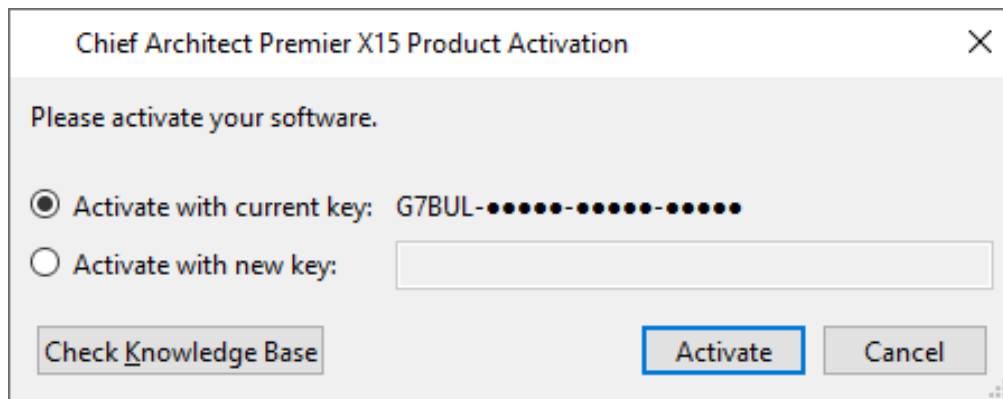 Chief Architect Premier X15 Product Activation
Please activate your software.
Activate with current key: G7BUL-●●●●●-●●●●●-●●●●●
Activate with new key:
Check Knowledge Base Activate Cancel